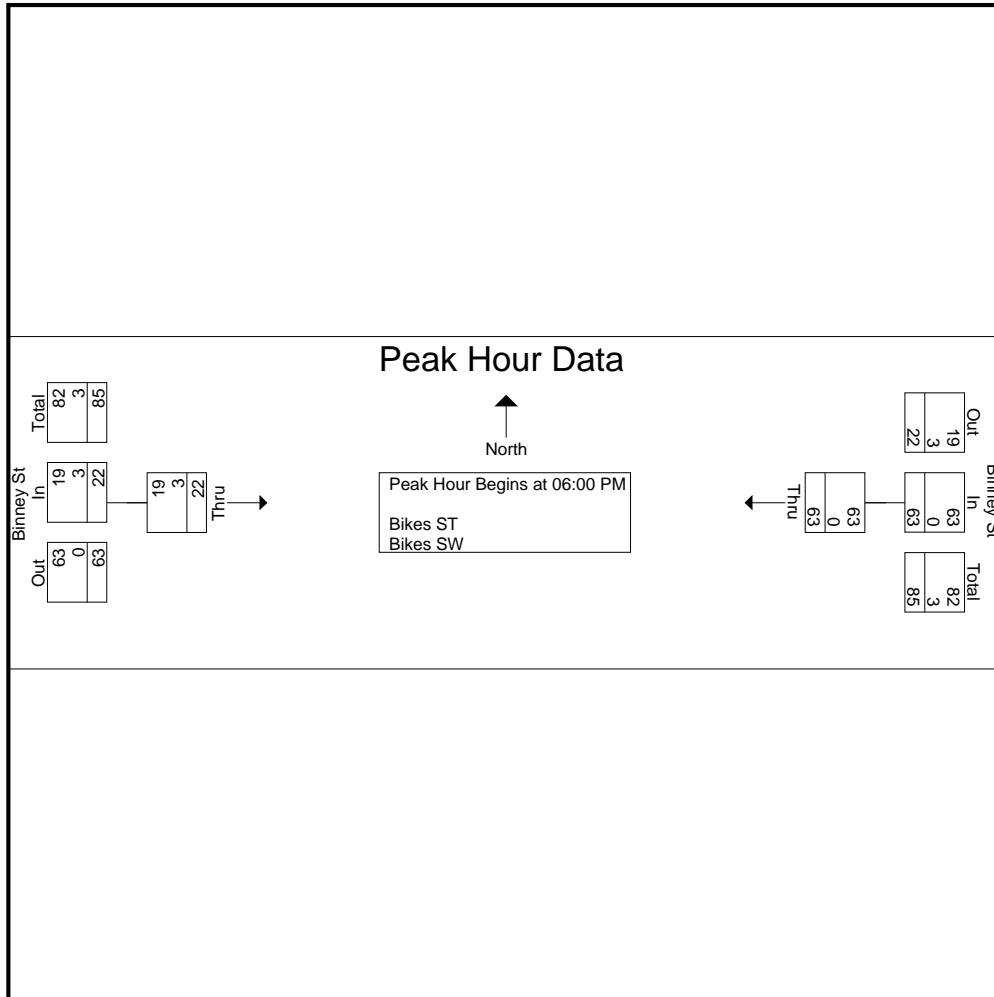 Peak Hour Data
North
Peak Hour Begins at 06:00 PM
Bikes ST
Bikes SW
Binney St
Total
82
3
85
In
19
3
22
Out
63
0
63
19
3
22
Thru
Thru
63
0
63
Out
19
3
22
In
63
0
63
Total
82
3
85
Binney St